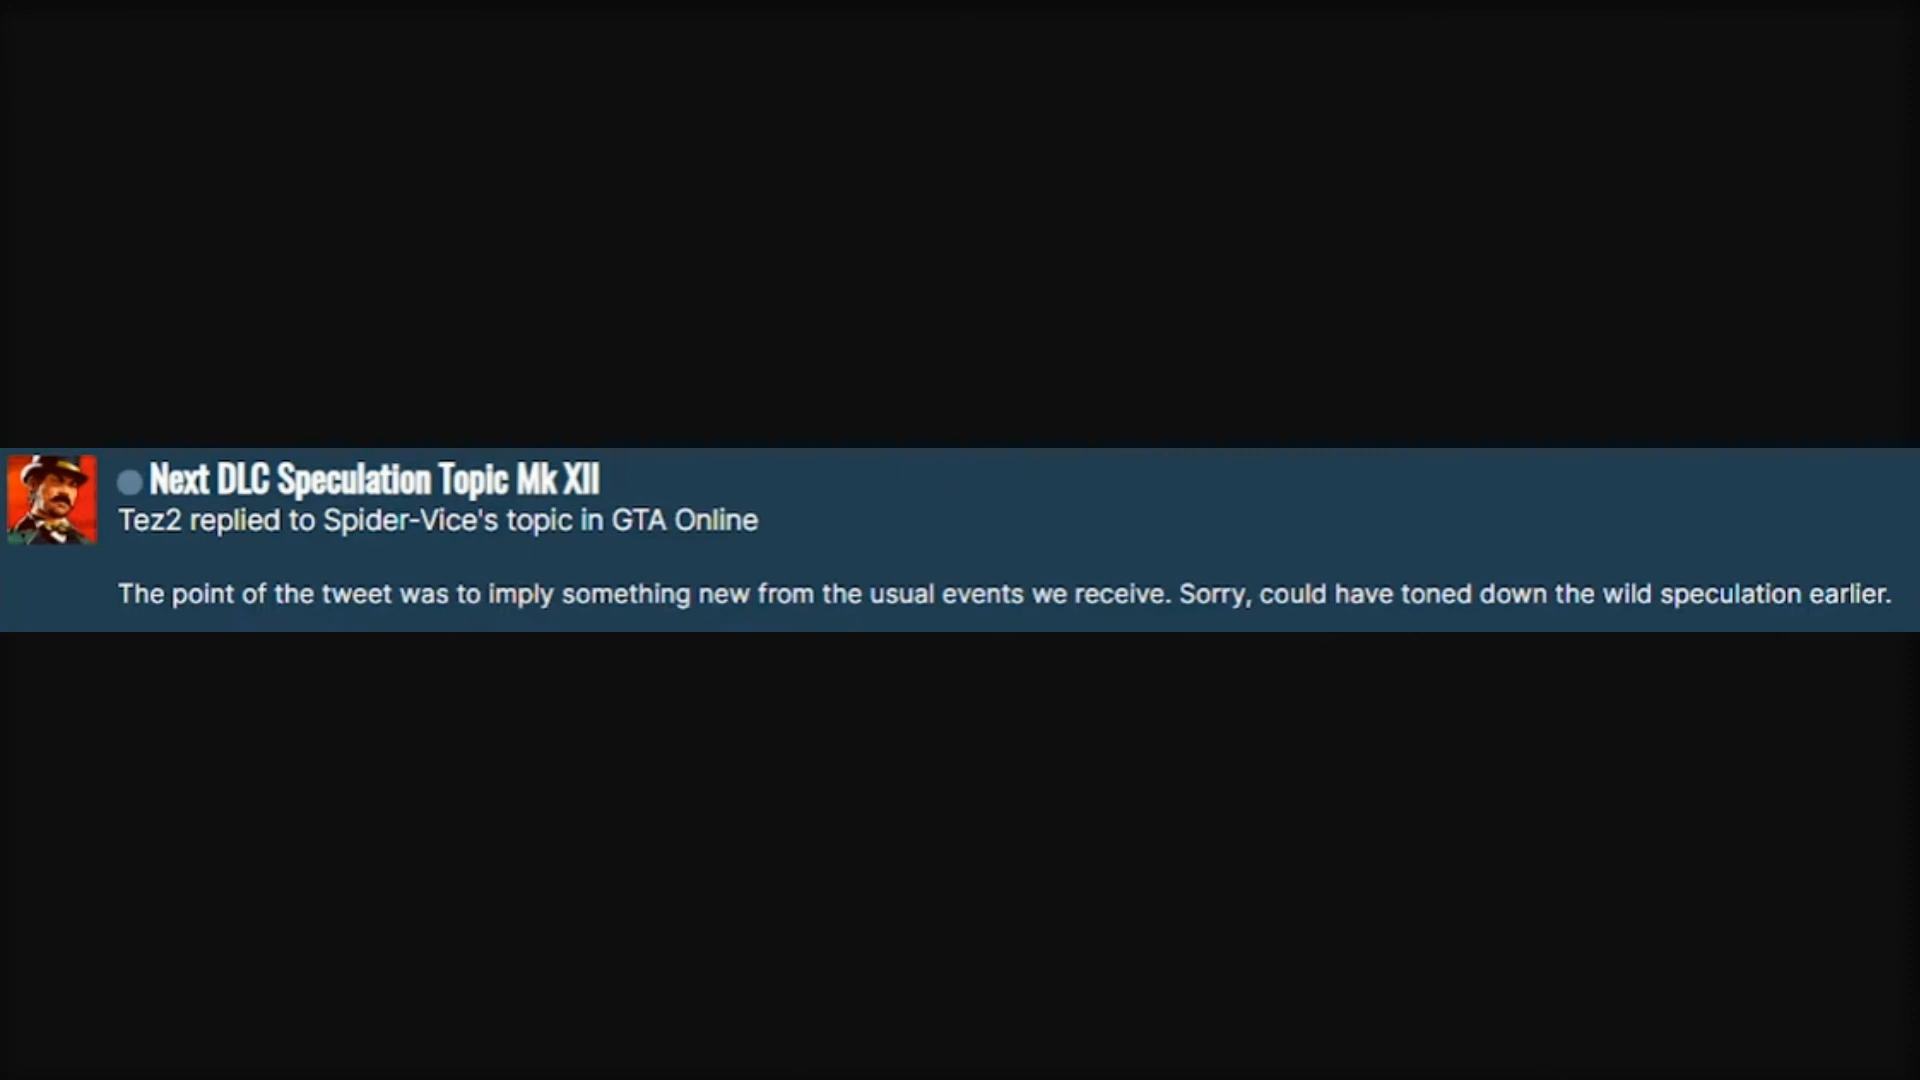 Next DLC Speculation Topic Mk XII
Tez2 replied to Spider-Vice's topic in GTA Online
The point of the tweet was to imply something new from the usual events we receive. Sorry, could have toned down the wild speculation earlier.